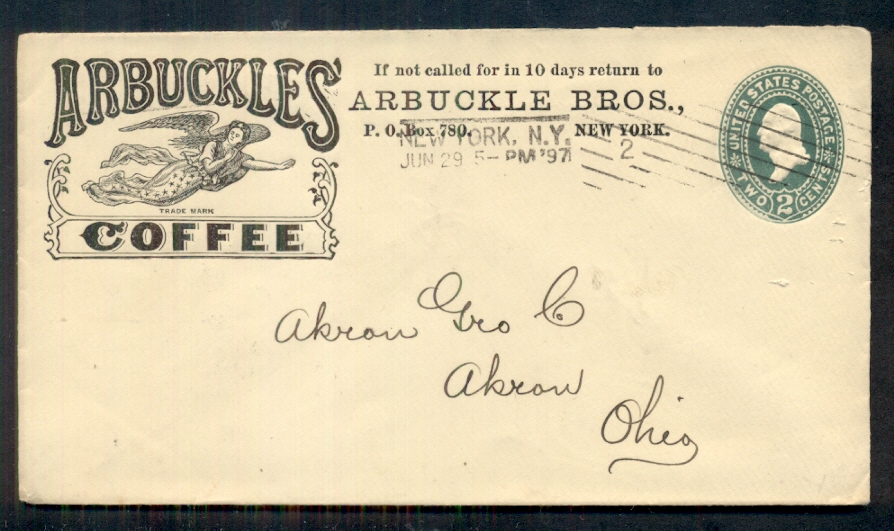 ARBUCKLES'
TRADE MARK
COFFEE
If not called for in 10 days return to
ARBUCKLE BROS.,
P. O. Box 780. NEW YORK.
NEW YORK, N.Y.
JUN 29 5- PM '97
2
UNITED STATES POSTAGE
TWO 2 CENTS
Akron Gro Co
Akron
Ohio